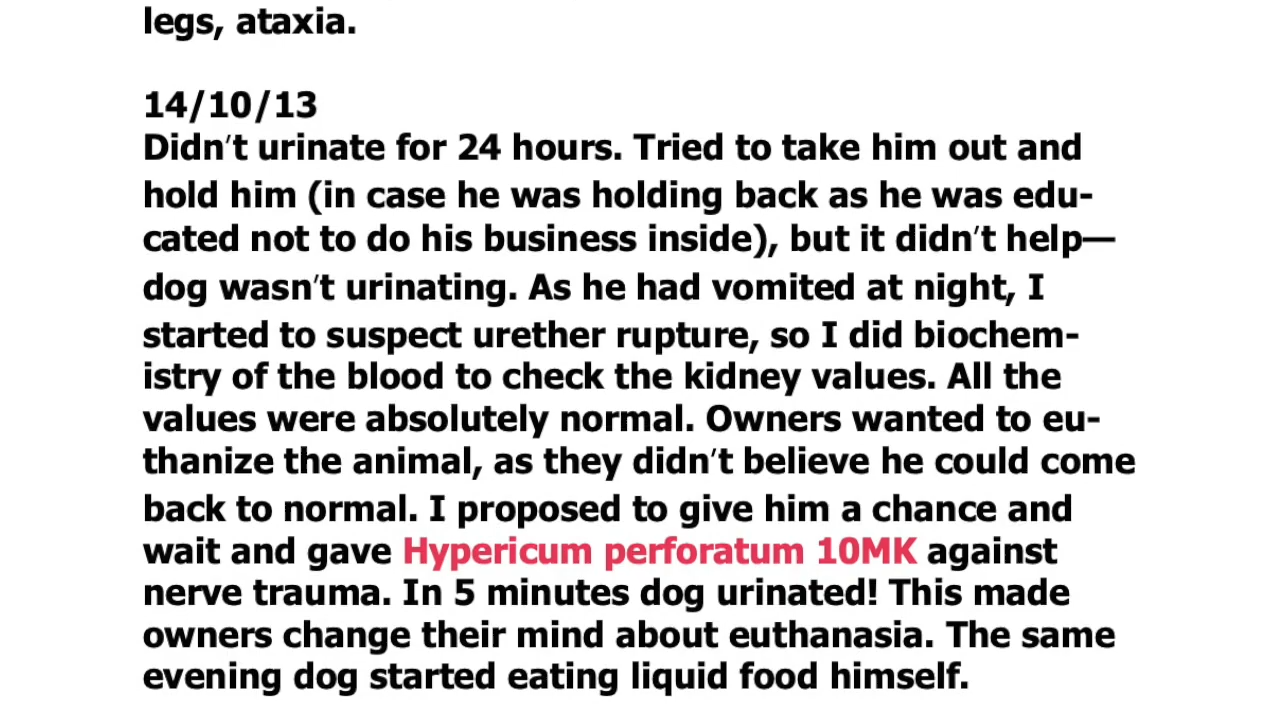 legs, ataxia.
14/10/13
Didn′t urinate for 24 hours. Tried to take him out and
hold him (in case he was holding back as he was edu-
cated not to do his business inside), but it didn′t help—
dog wasn′t urinating. As he had vomited at night, I
started to suspect urether rupture, so I did biochem-
istry of the blood to check the kidney values. All the
values were absolutely normal. Owners wanted to eu-
thanize the animal, as they didn′t believe he could come
back to normal. I proposed to give him a chance and
wait and gave Hypericum perforatum 10MK against
nerve trauma. In 5 minutes dog urinated! This made
owners change their mind about euthanasia. The same
evening dog started eating liquid food himself.